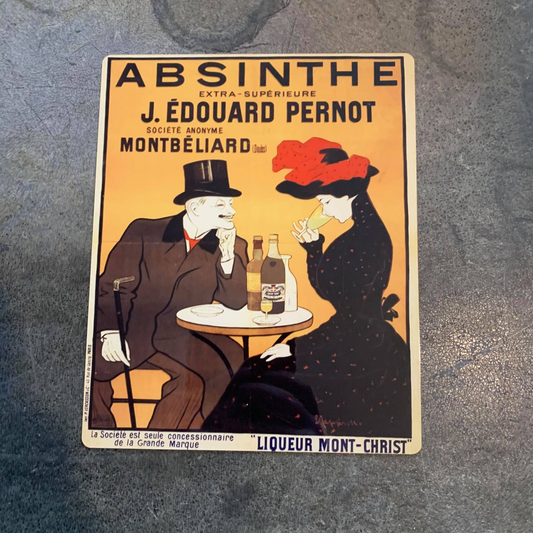 ABSINTHE
EXTRA-SUPÉRIEURE
J. ÉDOUARD PERNOT
SOCIÉTÉ ANONYME
MONTBÉLIARD (Doubs)
La Société est seule concessionnaire
de la Grande Marque
"LIQUEUR MONT-CHRIST"